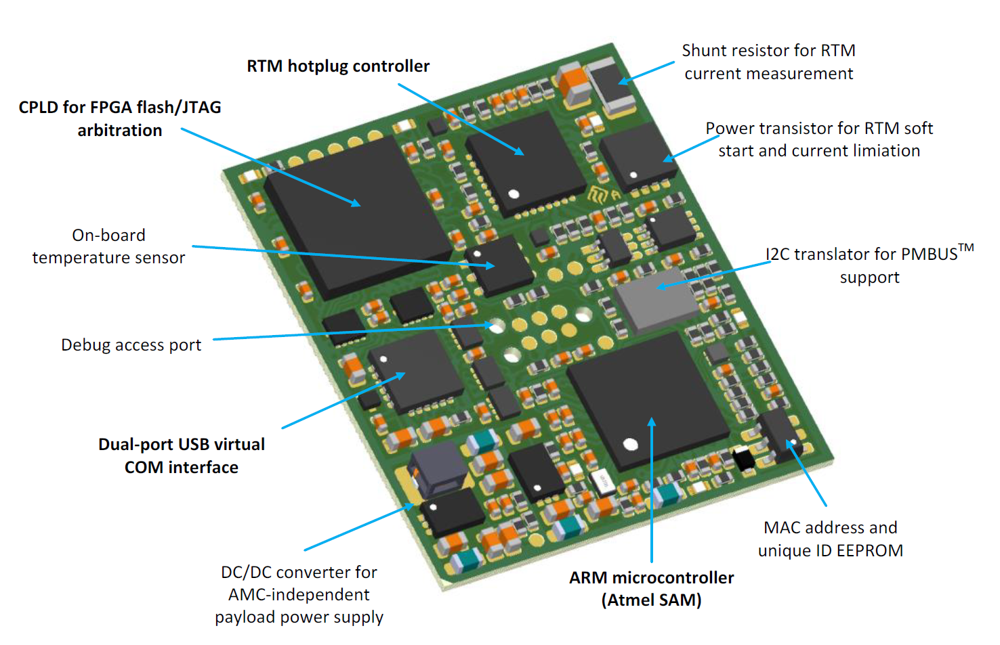 Shunt resistor for RTM
current measurement
RTM hotplug controller
CPLD for FPGA flash/JTAG
arbitration
Power transistor for RTM soft
start and current limiation
On-board
temperature sensor
I2C translator for PMBUS™
support
Debug access port
Dual-port USB virtual
COM interface
MAC address and
unique ID EEPROM
DC/DC converter for
AMC-independent
payload power supply
ARM microcontroller
(Atmel SAM)